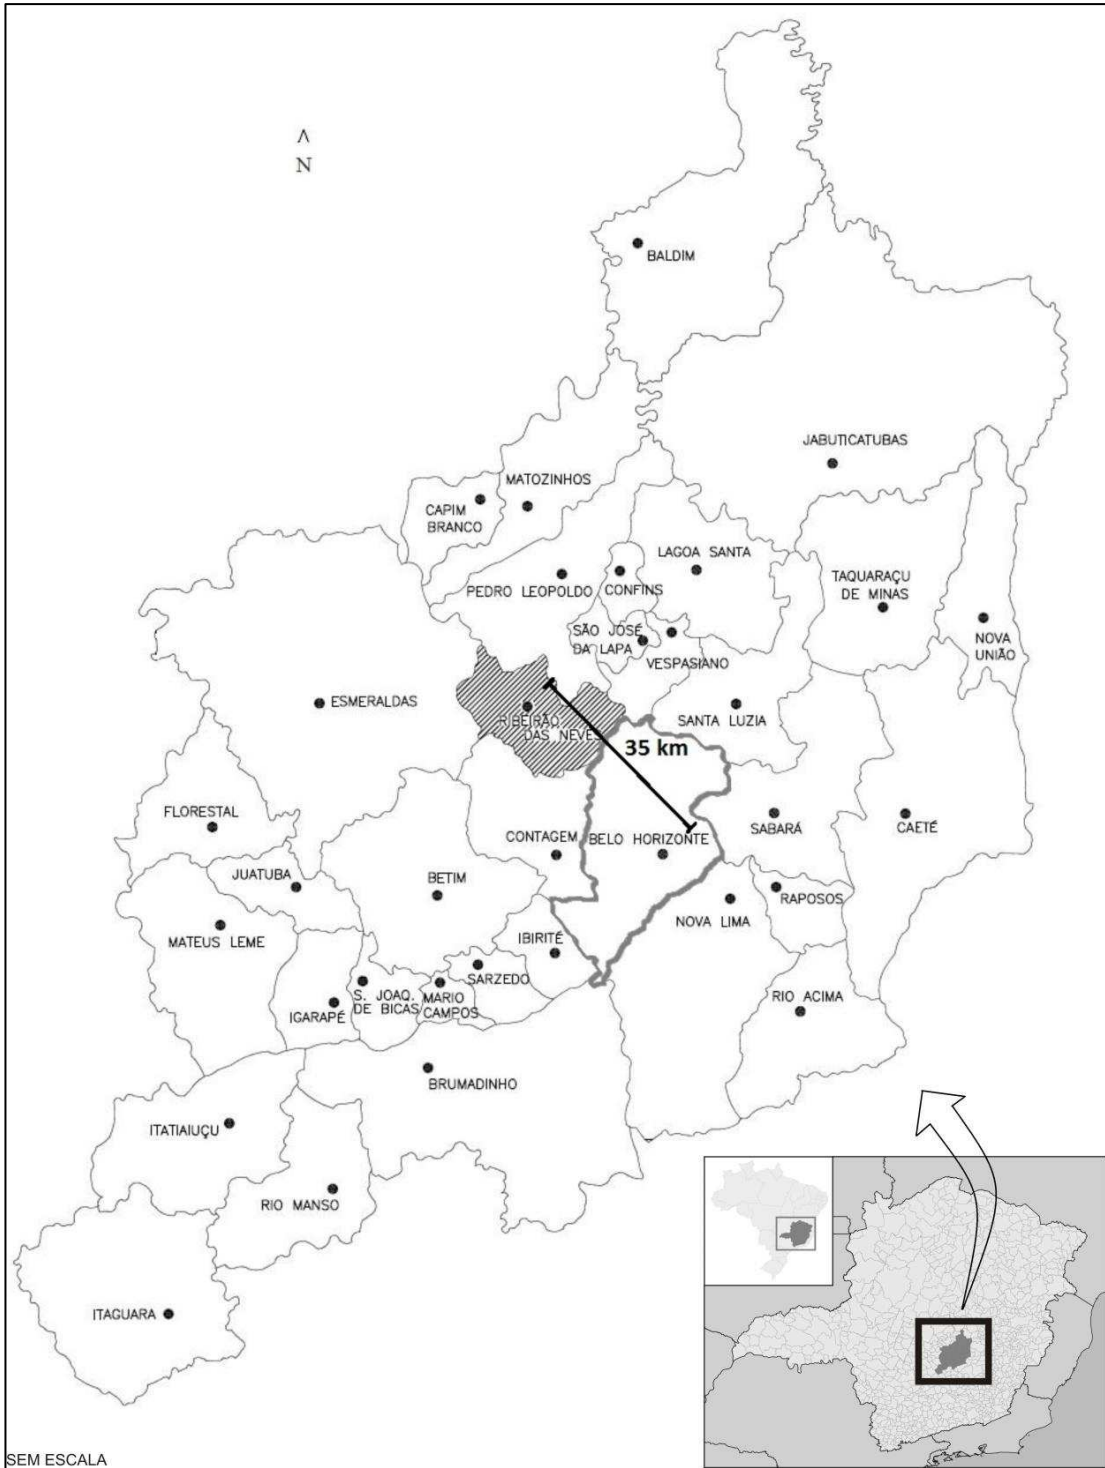 ^
N
BALDIM
JABUTICATUBAS
MATOZINHOS
CAPIM
BRANCO
LAGOA SANTA
PEDRO LEOPOLDO
CONFINS
TAQUARAÇU
DE MINAS
SÃO JOSÉ
DA LAPA
NOVA
UNIÃO
VESPASIANO
ESMERALDAS
RIBEIRÃO
DAS NEVES
SANTA LUZIA
35 km
FLORESTAL
CONTAGEM
BELO HORIZONTE
SABARÁ
CAETÉ
JUATUBA
BETIM
RAPOSOS
NOVA LIMA
MATEUS LEME
IBIRITÉ
SARZEDO
S. JOAQ.
DE BICAS
MARIO
CAMPOS
IGARAPÉ
RIO ACIMA
BRUMADINHO
ITATIAIUÇU
RIO MANSO
ITAGUARA
SEM ESCALA